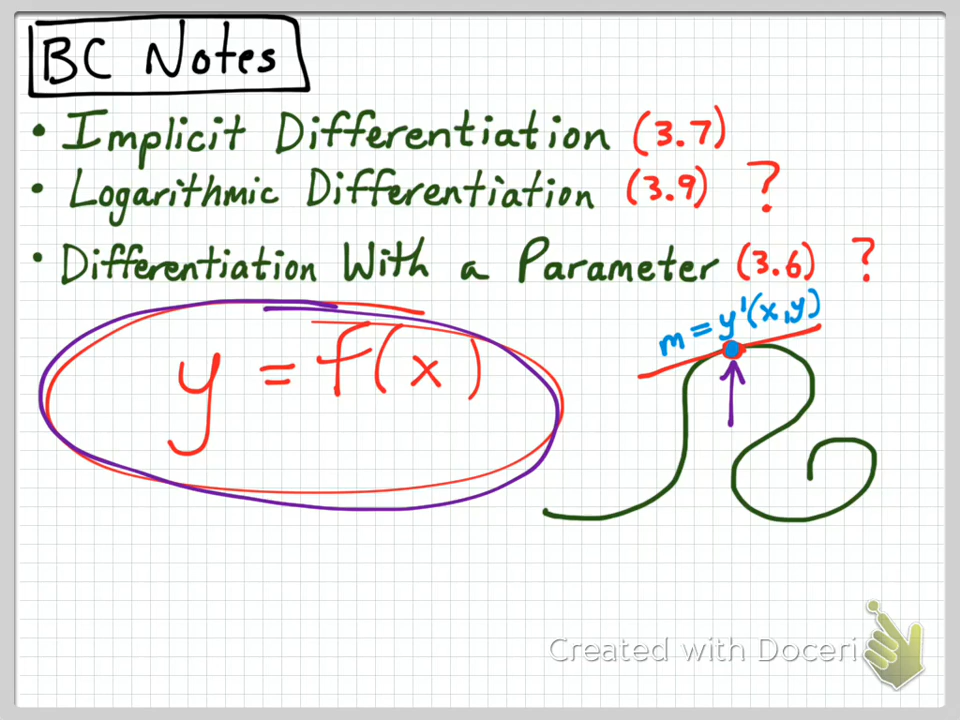 BC Notes
• Implicit Differentiation (3.7)
• Logarithmic Differentiation (3.9) ?
• Differentiation With a Parameter (3.6) ?
m = y'(x,y)
y = f(x)
Created with Doceri